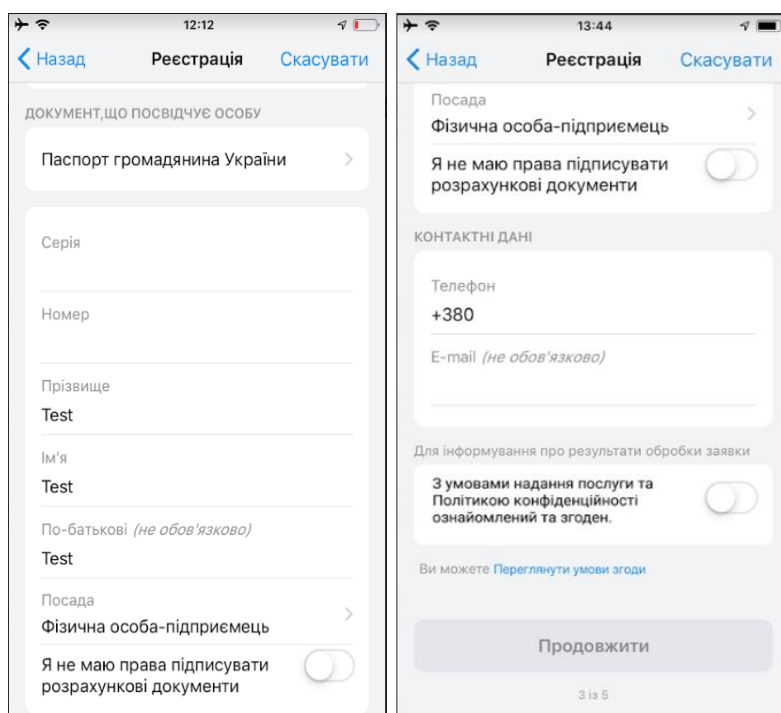 12:12
Назад
Реєстрація
Скасувати
ДОКУМЕНТ,ЩО ПОСВІДЧУЄ ОСОБУ
Паспорт громадянина України
Серія
Номер
Прізвище
Test
Ім'я
Test
По-батькові (не обов'язково)
Test
Посада
Фізична особа-підприємець
Я не маю права підписувати
розрахункові документи
13:44
Назад
Реєстрація
Скасувати
Посада
Фізична особа-підприємець
Я не маю права підписувати
розрахункові документи
КОНТАКТНІ ДАНІ
Телефон
+380
E-mail (не обов'язково)
Для інформування про результати обробки заявки
З умовами надання послуги та
Політикою конфіденційності
ознайомлений та згоден.
Ви можете Переглянути умови згоди
Продовжити
3 із 5